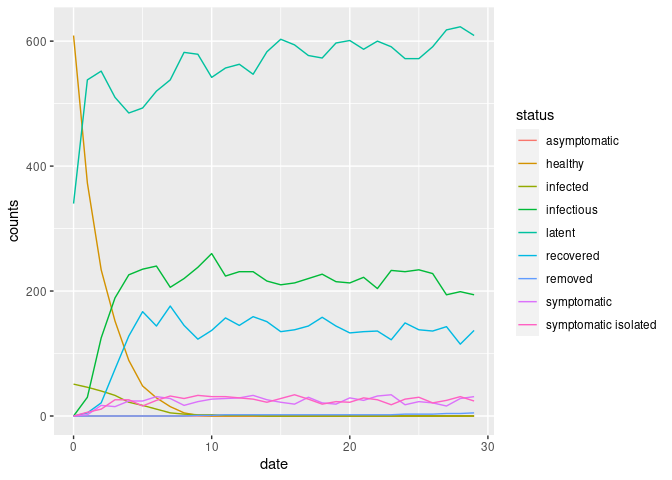 600
400
200
0
counts
0
10
20
30
date
status
asymptomatic
healthy
infected
infectious
latent
recovered
removed
symptomatic
symptomatic isolated